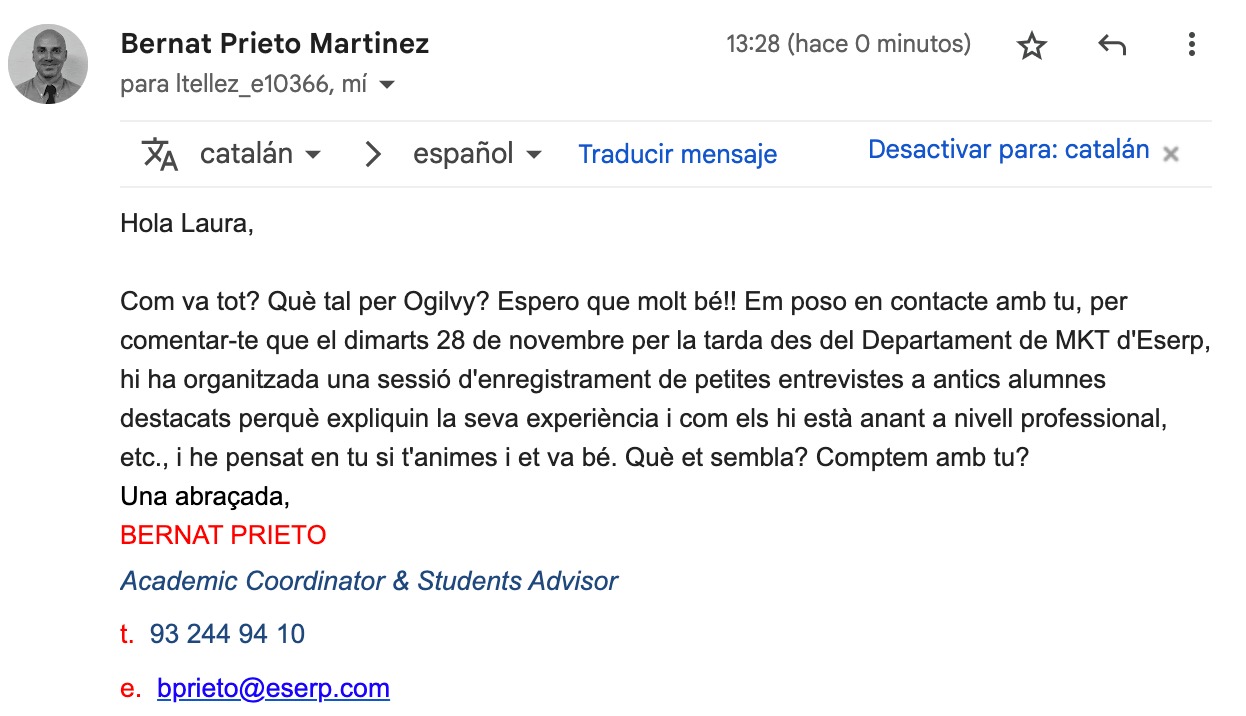 Bernat Prieto Martinez
13:28 (hace 0 minutos)
para ltellez_e10366, mí
catalán
español
Traducir mensaje
Desactivar para: catalán
Hola Laura,
Com va tot? Què tal per Ogilvy? Espero que molt bé!! Em poso en contacte amb tu, per
comentar-te que el dimarts 28 de novembre per la tarda des del Departament de MKT d'Eserp,
hi ha organitzada una sessió d'enregistrament de petites entrevistes a antics alumnes
destacats perquè expliquin la seva experiència i com els hi està anant a nivell professional,
etc., i he pensat en tu si t'animes i et va bé. Què et sembla? Comptem amb tu?
Una abraçada,
BERNAT PRIETO
Academic Coordinator & Students Advisor
t. 93 244 94 10
e. bprieto@eserp.com